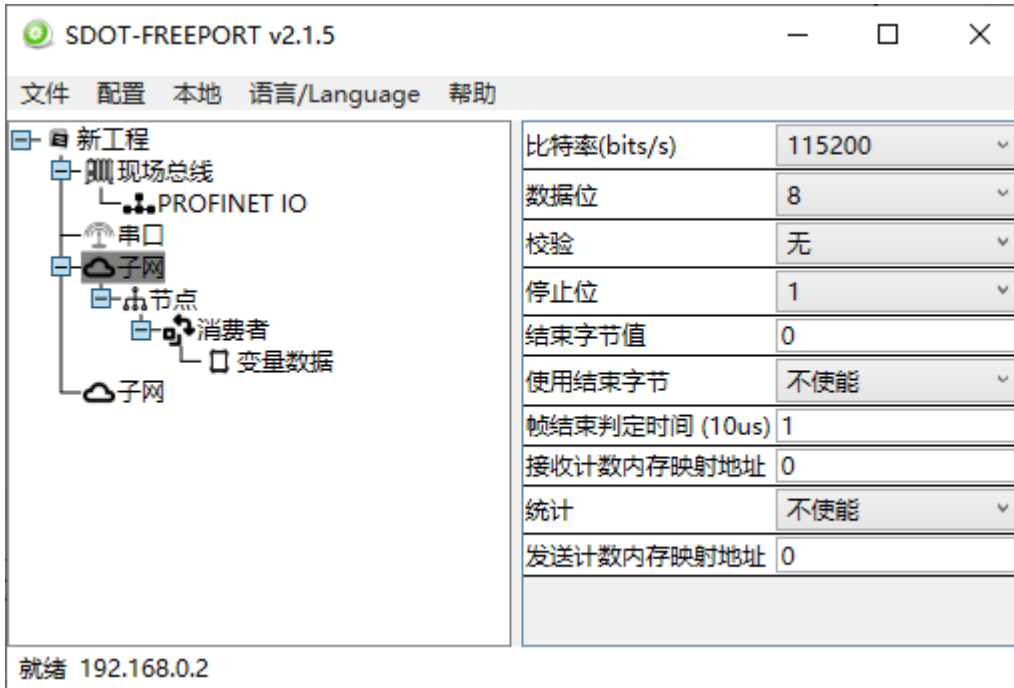 SDOT-FREEPORT v2.1.5
文件 配置 本地 语言/Language 帮助
新工程
现场总线
PROFINET IO
串口
子网
节点
消费者
变量数据
子网
比特率(bits/s) 115200
数据位 8
校验 无
停止位 1
结束字节值 0
使用结束字节 不使能
帧结束判定时间 (10us) 1
接收计数内存映射地址 0
统计 不使能
发送计数内存映射地址 0
就绪 192.168.0.2